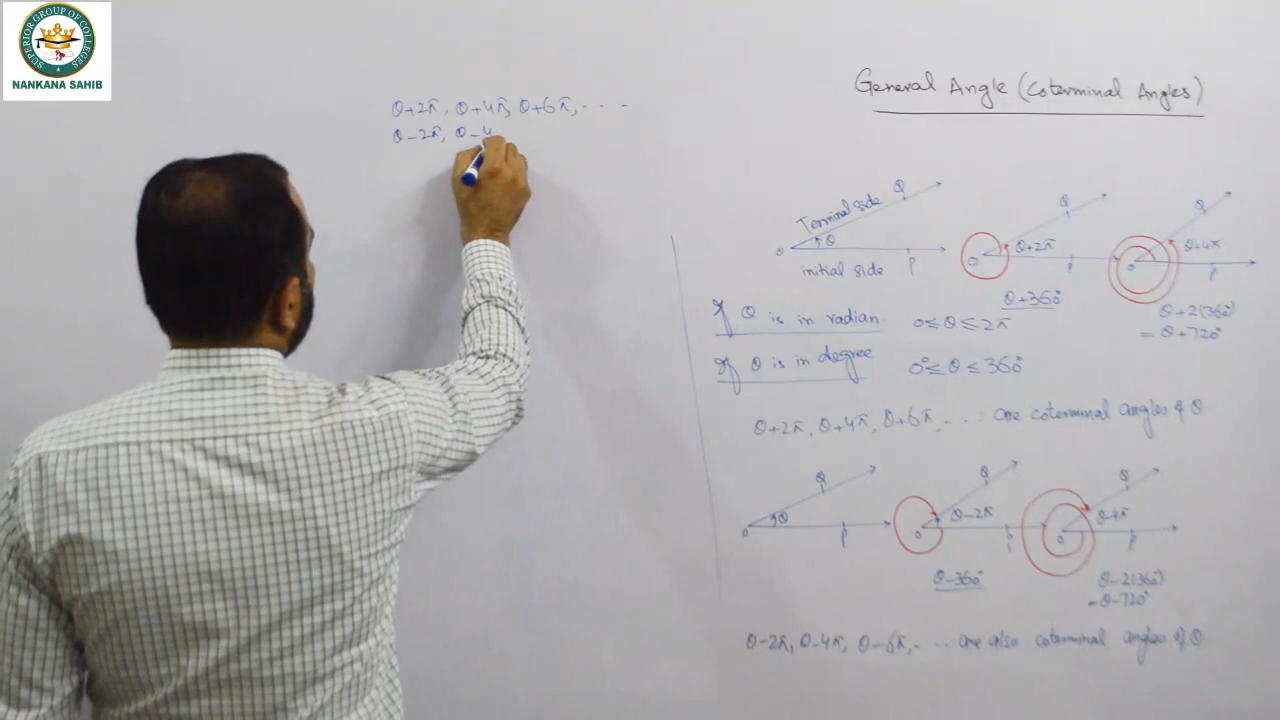 SUPERIOR GROUP OF COLLEGES
NANKANA SAHIB
θ+2π, θ+4π, θ+6π, ....
θ-2π, θ-4
General Angle (Coterminal Angles)
Terminal side Q
O θ
initial side P
Q
O θ+2π
P
θ+360°
Q
O θ+4π
P
θ+2(360°)
= θ+720°
If θ is in radian 0≤θ≤2π
If θ is in degree 0°≤θ≤360°
θ+2π, θ+4π, θ+6π, .... are coterminal angles of θ
Q
O θ
P
Q
O θ-2π
P
θ-360°
Q
O θ-4π
P
θ-2(360°)
= θ-720°
θ-2π, θ-4π, θ-6π, ... are also coterminal angles of θ